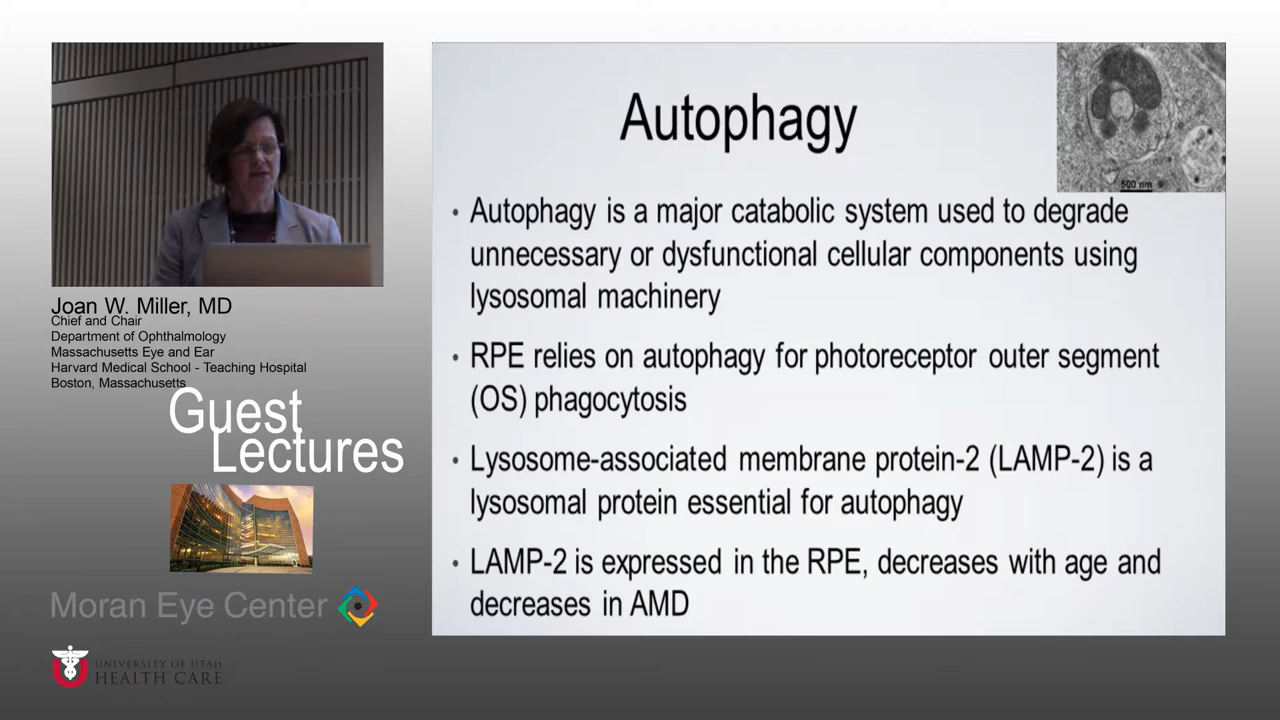 Joan W. Miller, MD
Chief and Chair
Department of Ophthalmology
Massachusetts Eye and Ear
Harvard Medical School - Teaching Hospital
Boston, Massachusetts
Guest
Lectures
Moran Eye Center
UNIVERSITY OF UTAH
HEALTH CARE
Autophagy
500 nm
• Autophagy is a major catabolic system used to degrade
unnecessary or dysfunctional cellular components using
lysosomal machinery
• RPE relies on autophagy for photoreceptor outer segment
(OS) phagocytosis
• Lysosome-associated membrane protein-2 (LAMP-2) is a
lysosomal protein essential for autophagy
• LAMP-2 is expressed in the RPE, decreases with age and
decreases in AMD